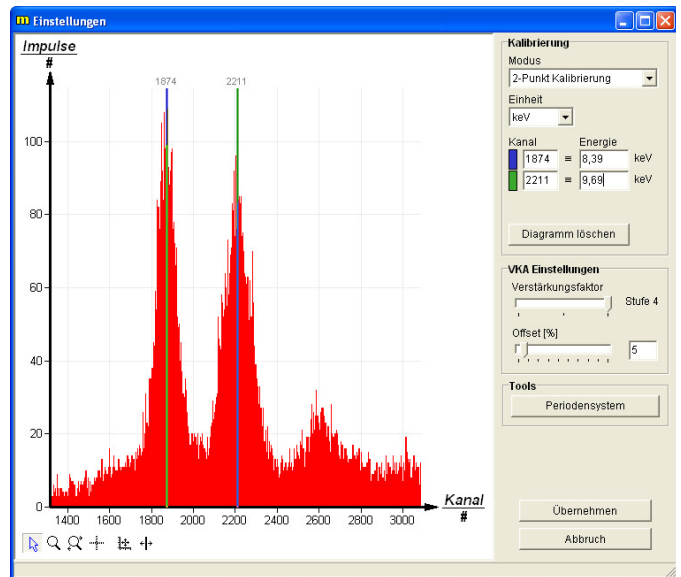 m Einstellungen
Impulse
#
1874 2211
100
80
60
40
20
0
1400 1600 1800 2000 2200 2400 2600 2800 3000
Kanal
#
Kalibrierung
Modus
2-Punkt Kalibrierung
Einheit
keV
Kanal Energie
1874 = 8,39 keV
2211 = 9,69 keV
Diagramm löschen
VKA Einstellungen
Verstärkungsfaktor
Stufe 4
Offset [%]
5
Tools
Periodensystem
Übernehmen
Abbruch